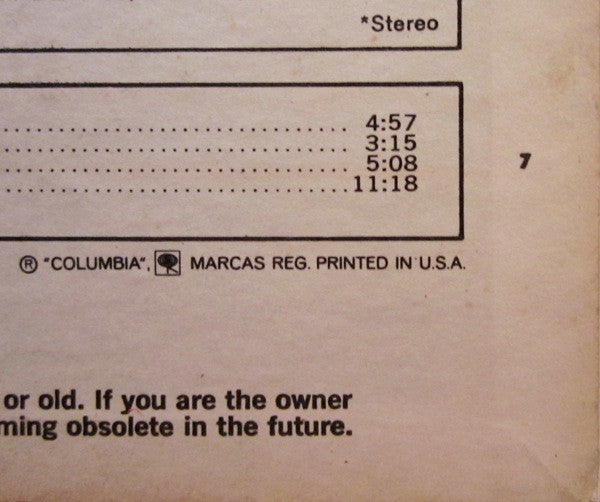 *Stereo
........................................ 4:57
........................................ 3:15
........................................ 5:08
........................................ 11:18
7
® "COLUMBIA", MARCAS REG. PRINTED IN U.S.A.
or old. If you are the owner
ming obsolete in the future.